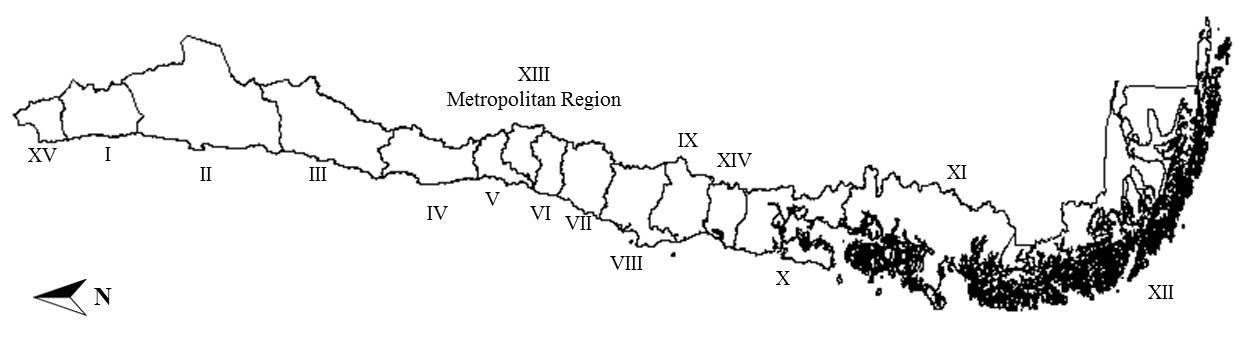 XIII
Metropolitan Region
IX
XIV
XI
XV
I
II
III
IV
V
VI
VII
VIII
X
XII
N